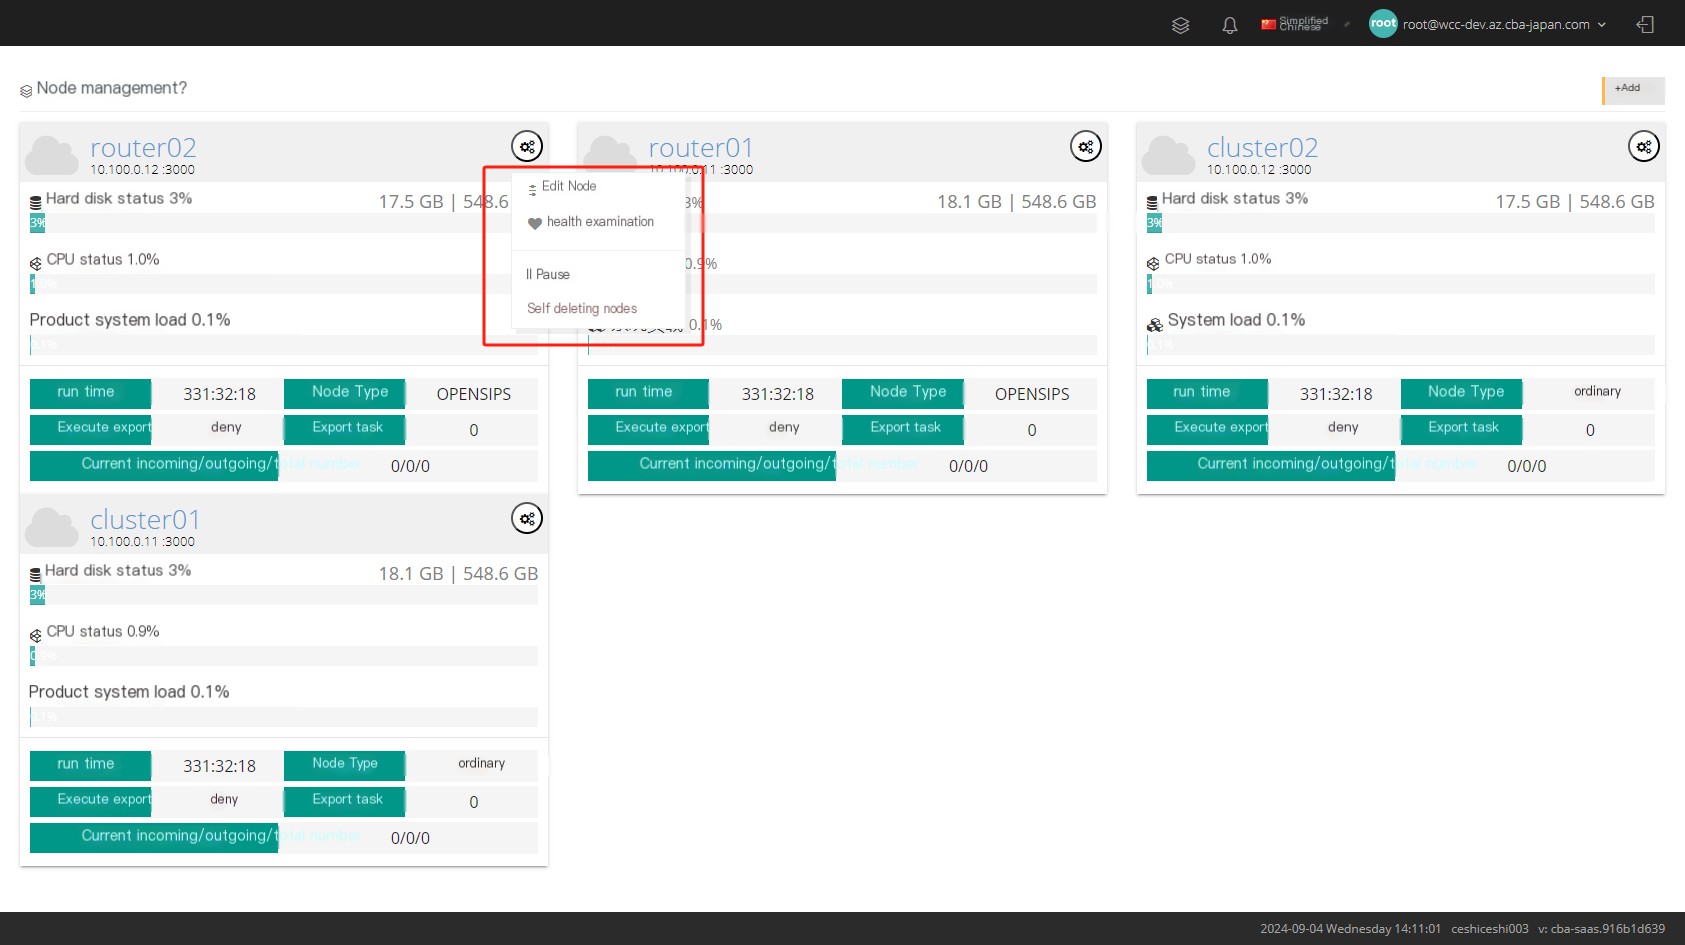 Simplified Chinese
root
root@wcc-dev.az.cba-japan.com
Node management?
+Add
router02
10.100.0.12 :3000
Hard disk status 3%
17.5 GB | 548.6
3%
CPU status 1.0%
1.0%
Product system load 0.1%
0.1%
run time
331:32:18
Node Type
OPENSIPS
Execute export
deny
Export task
0
Current incoming/outgoing/total number
0/0/0
Edit Node
health examination
II Pause
Self deleting nodes
router01
10.100.0.11 :3000
3%
18.1 GB | 548.6 GB
0.9%
0.1%
run time
331:32:18
Node Type
OPENSIPS
Execute export
deny
Export task
0
Current incoming/outgoing/total number
0/0/0
cluster02
10.100.0.12 :3000
Hard disk status 3%
17.5 GB | 548.6 GB
3%
CPU status 1.0%
1.0%
System load 0.1%
0.1%
run time
331:32:18
Node Type
ordinary
Execute export
deny
Export task
0
Current incoming/outgoing/total number
0/0/0
cluster01
10.100.0.11 :3000
Hard disk status 3%
18.1 GB | 548.6 GB
3%
CPU status 0.9%
0.9%
Product system load 0.1%
0.1%
run time
331:32:18
Node Type
ordinary
Execute export
deny
Export task
0
Current incoming/outgoing/total number
0/0/0
2024-09-04 Wednesday 14:11:01 ceshiceshi003 v: cba-saas.916b1d639